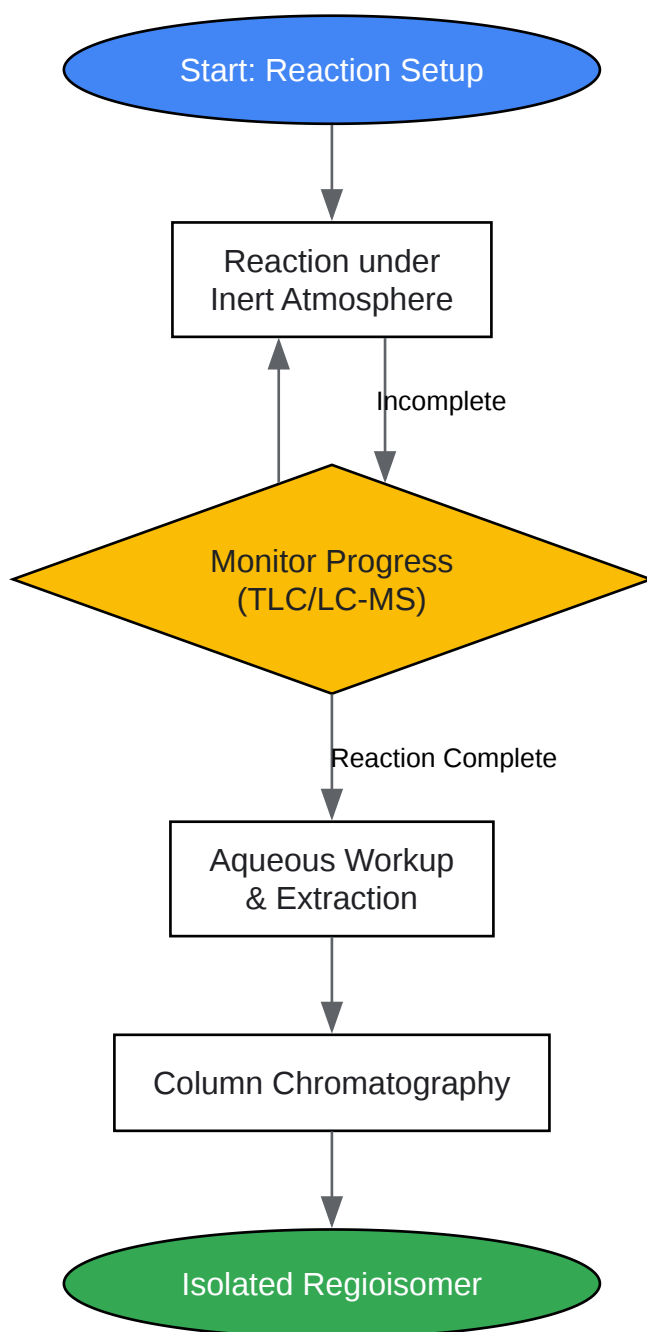 Start: Reaction Setup
Reaction under
Inert Atmosphere
Incomplete
Monitor Progress
(TLC/LC-MS)
Reaction Complete
Aqueous Workup
& Extraction
Column Chromatography
Isolated Regioisomer